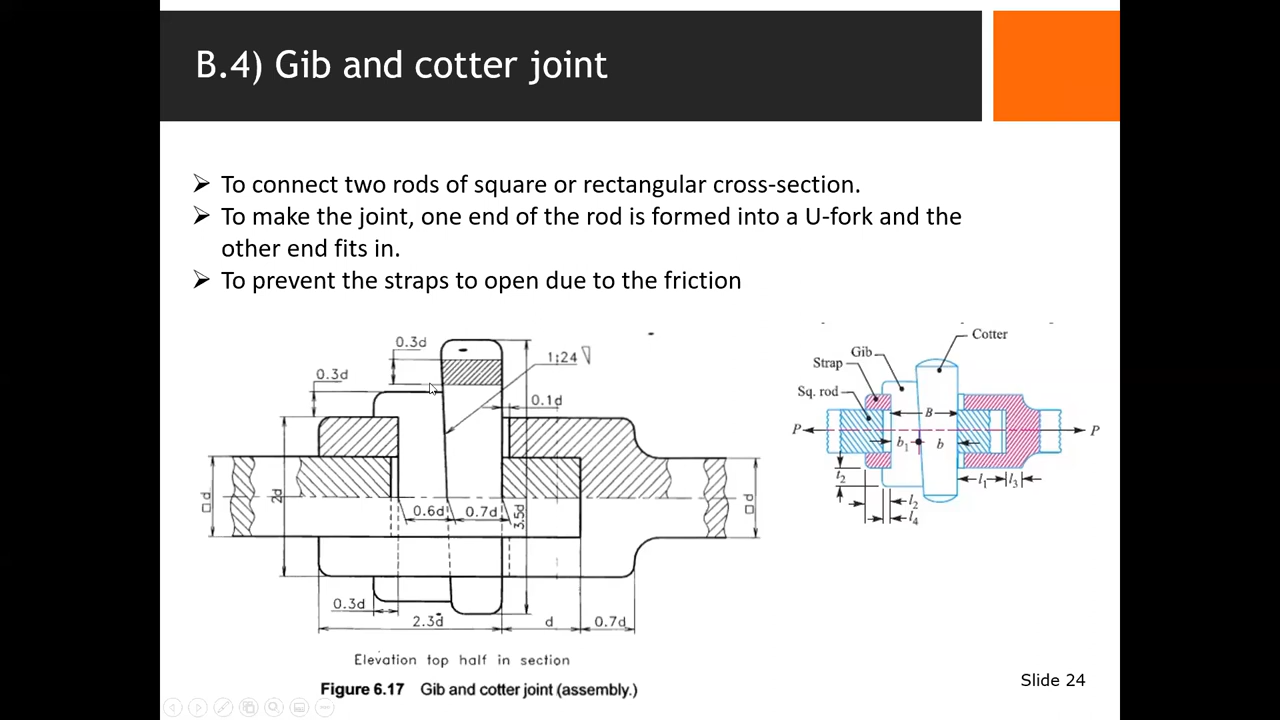 B.4) Gib and cotter joint
➢ To connect two rods of square or rectangular cross-section.
➢ To make the joint, one end of the rod is formed into a U-fork and the
other end fits in.
➢ To prevent the straps to open due to the friction
0.3d
1:24
0.3d
0.1d
□d
2d
0.6d
0.7d
3.5d
□d
0.3d
2.3d
d
0.7d
Elevation top half in section
Figure 6.17 Gib and cotter joint (assembly.)
Cotter
Gib
Strap
Sq. rod
B
P
P
b₁
b
t₂
l₁
l₃
l₂
l₄
Slide 24